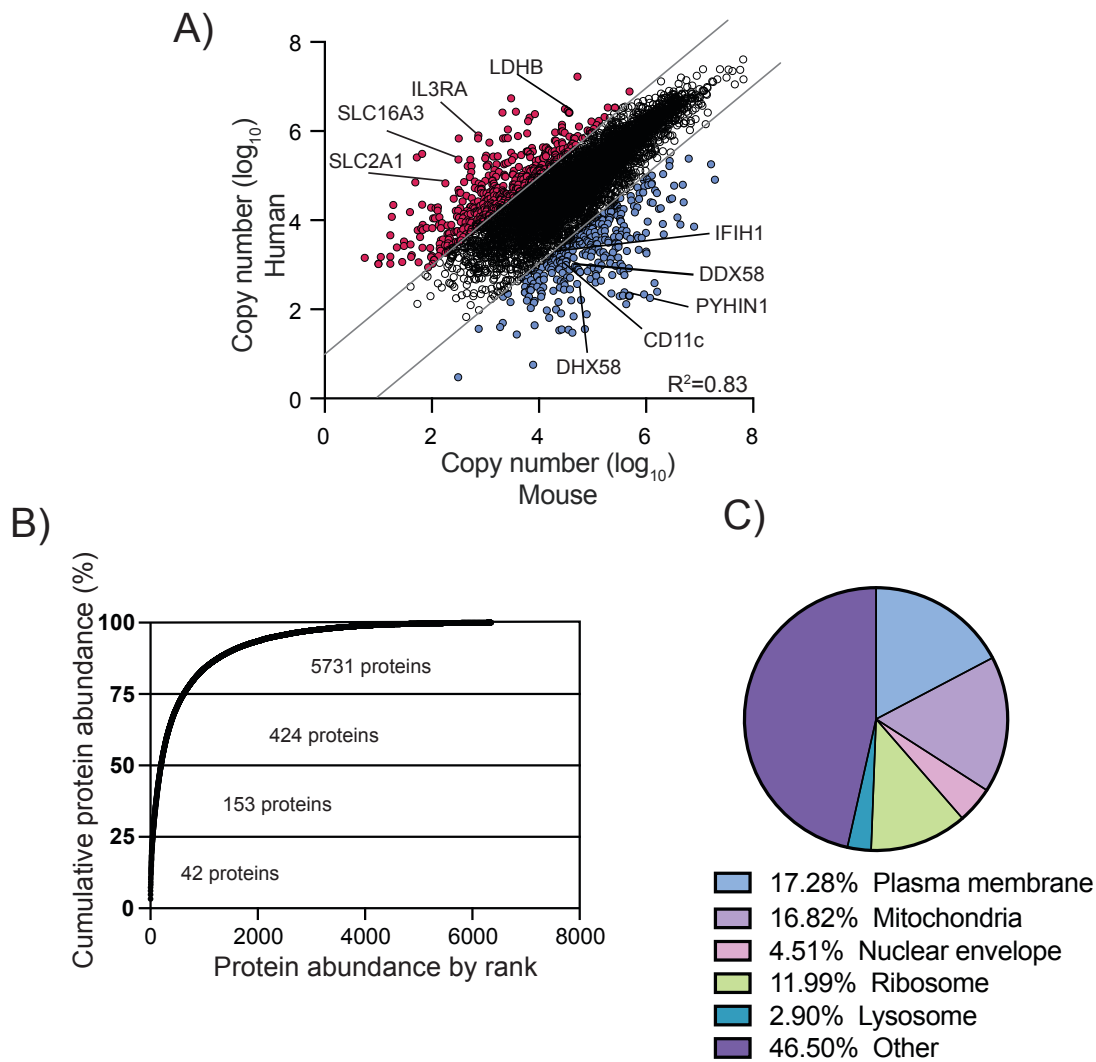 A)
Copy number (log10)
Human
8
6
4
2
0
LDHB
IL3RA
SLC16A3
SLC2A1
IFIH1
DDX58
PYHIN1
CD11c
DHX58
R2=0.83
0 2 4 6 8
Copy number (log10)
Mouse
B)
Cumulative protein abundance (%)
100
75
50
25
0
5731 proteins
424 proteins
153 proteins
42 proteins
0 2000 4000 6000 8000
Protein abundance by rank
C)
17.28% Plasma membrane
16.82% Mitochondria
4.51% Nuclear envelope
11.99% Ribosome
2.90% Lysosome
46.50% Other